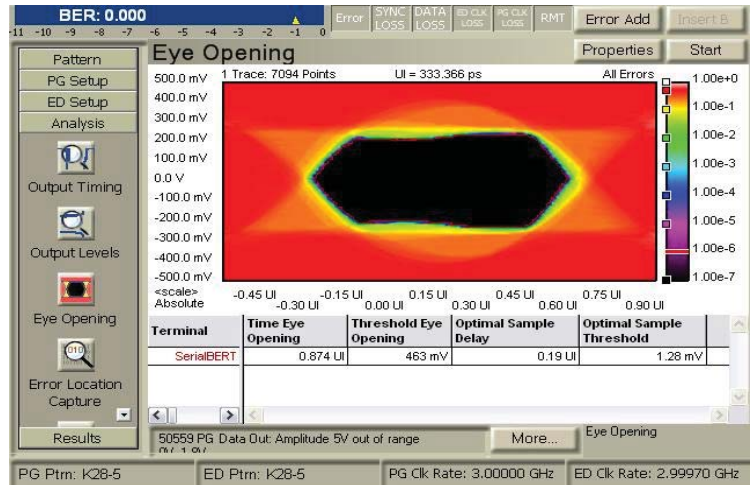 BER: 0.000
-11 -10 -9 -8 -7 -6 -5 -4 -3 -2 -1 0
Error
SYNC LOSS
DATA LOSS
ED CLK LOSS
PG CLK LOSS
RMT
Error Add
Insert B
Eye Opening
Properties
Start
Pattern
PG Setup
ED Setup
Analysis
Output Timing
Output Levels
Eye Opening
Error Location Capture
Results
1 Trace: 7094 Points
UI = 333.366 ps
All Errors
500.0 mV
400.0 mV
300.0 mV
200.0 mV
100.0 mV
0.0 V
-100.0 mV
-200.0 mV
-300.0 mV
-400.0 mV
-500.0 mV
1.00e+0
1.00e-1
1.00e-2
1.00e-3
1.00e-4
1.00e-5
1.00e-6
1.00e-7
<scale>
Absolute
-0.45 UI -0.15 UI 0.15 UI 0.45 UI 0.75 UI
-0.30 UI 0.00 UI 0.30 UI 0.60 UI 0.90 UI
Terminal
Time Eye Opening
Threshold Eye Opening
Optimal Sample Delay
Optimal Sample Threshold
SerialBERT 0.874 UI 463 mV 0.19 UI 1.28 mV
50559 PG Data Out: Amplitude 5V out of range
More...
Eye Opening
PG Ptrn: K28-5
ED Ptrn: K28-5
PG Clk Rate: 3.00000 GHz
ED Clk Rate: 2.99970 GHz